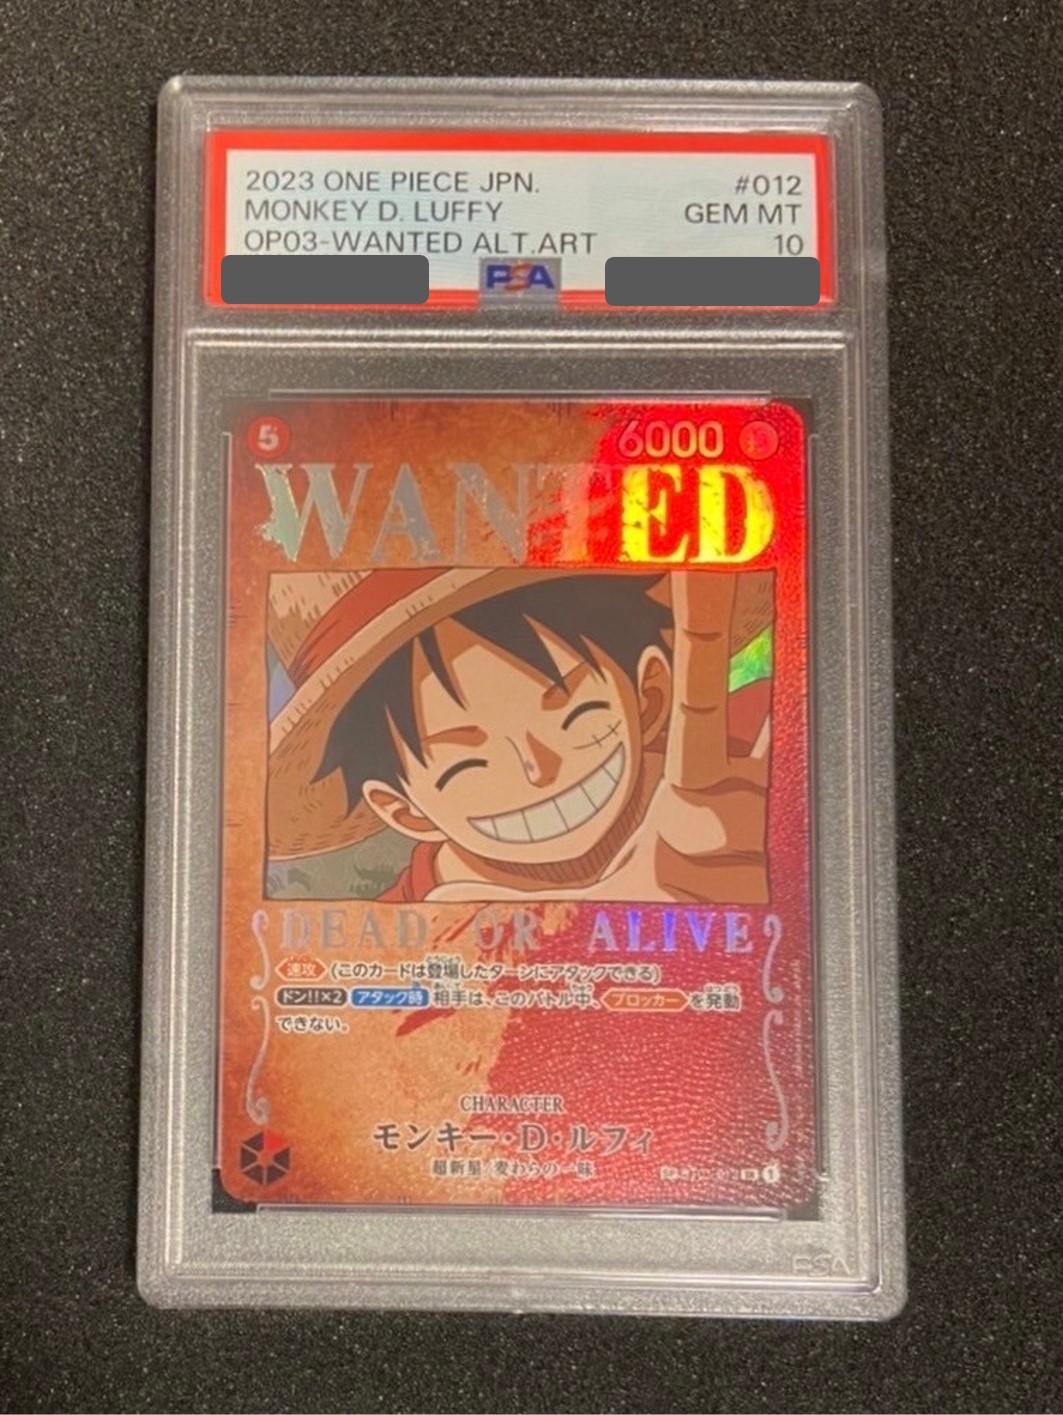 2023 ONE PIECE JPN. #012
MONKEY D. LUFFY GEM MT
OP03-WANTED ALT.ART 10
PSA
5 6000
WANTED
DEAD OR ALIVE
速攻 (このカードは登場したターンにアタックできる)
ドン!!×2 アタック時 相手は、このバトル中、ブロッカーを発動
できない。
CHARACTER
モンキー・D・ルフィ
超新星/麦わらの一味
PSA